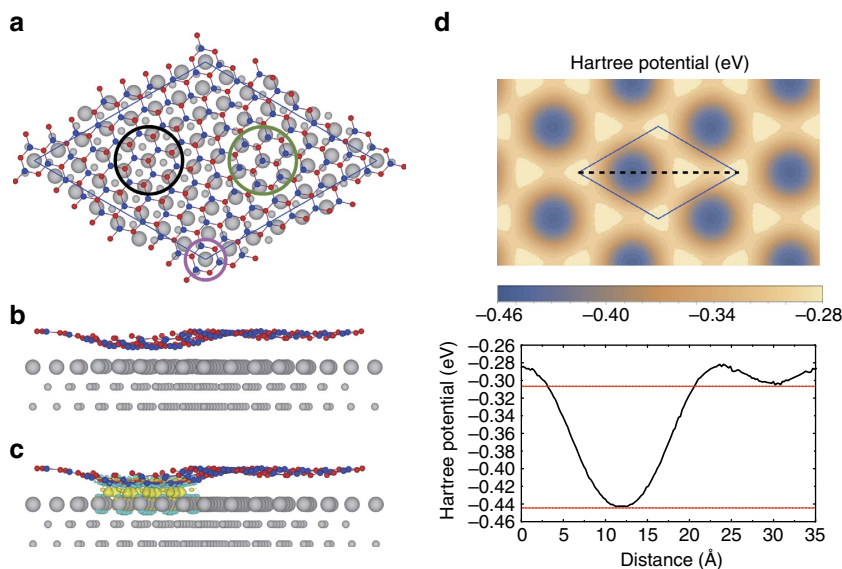 a
b
c
d
Hartree potential (eV)
−0.46 −0.40 −0.34 −0.28
Hartree potential (eV)
−0.26
−0.28
−0.30
−0.32
−0.34
−0.36
−0.38
−0.40
−0.42
−0.44
−0.46
0 5 10 15 20 25 30 35
Distance (Å)